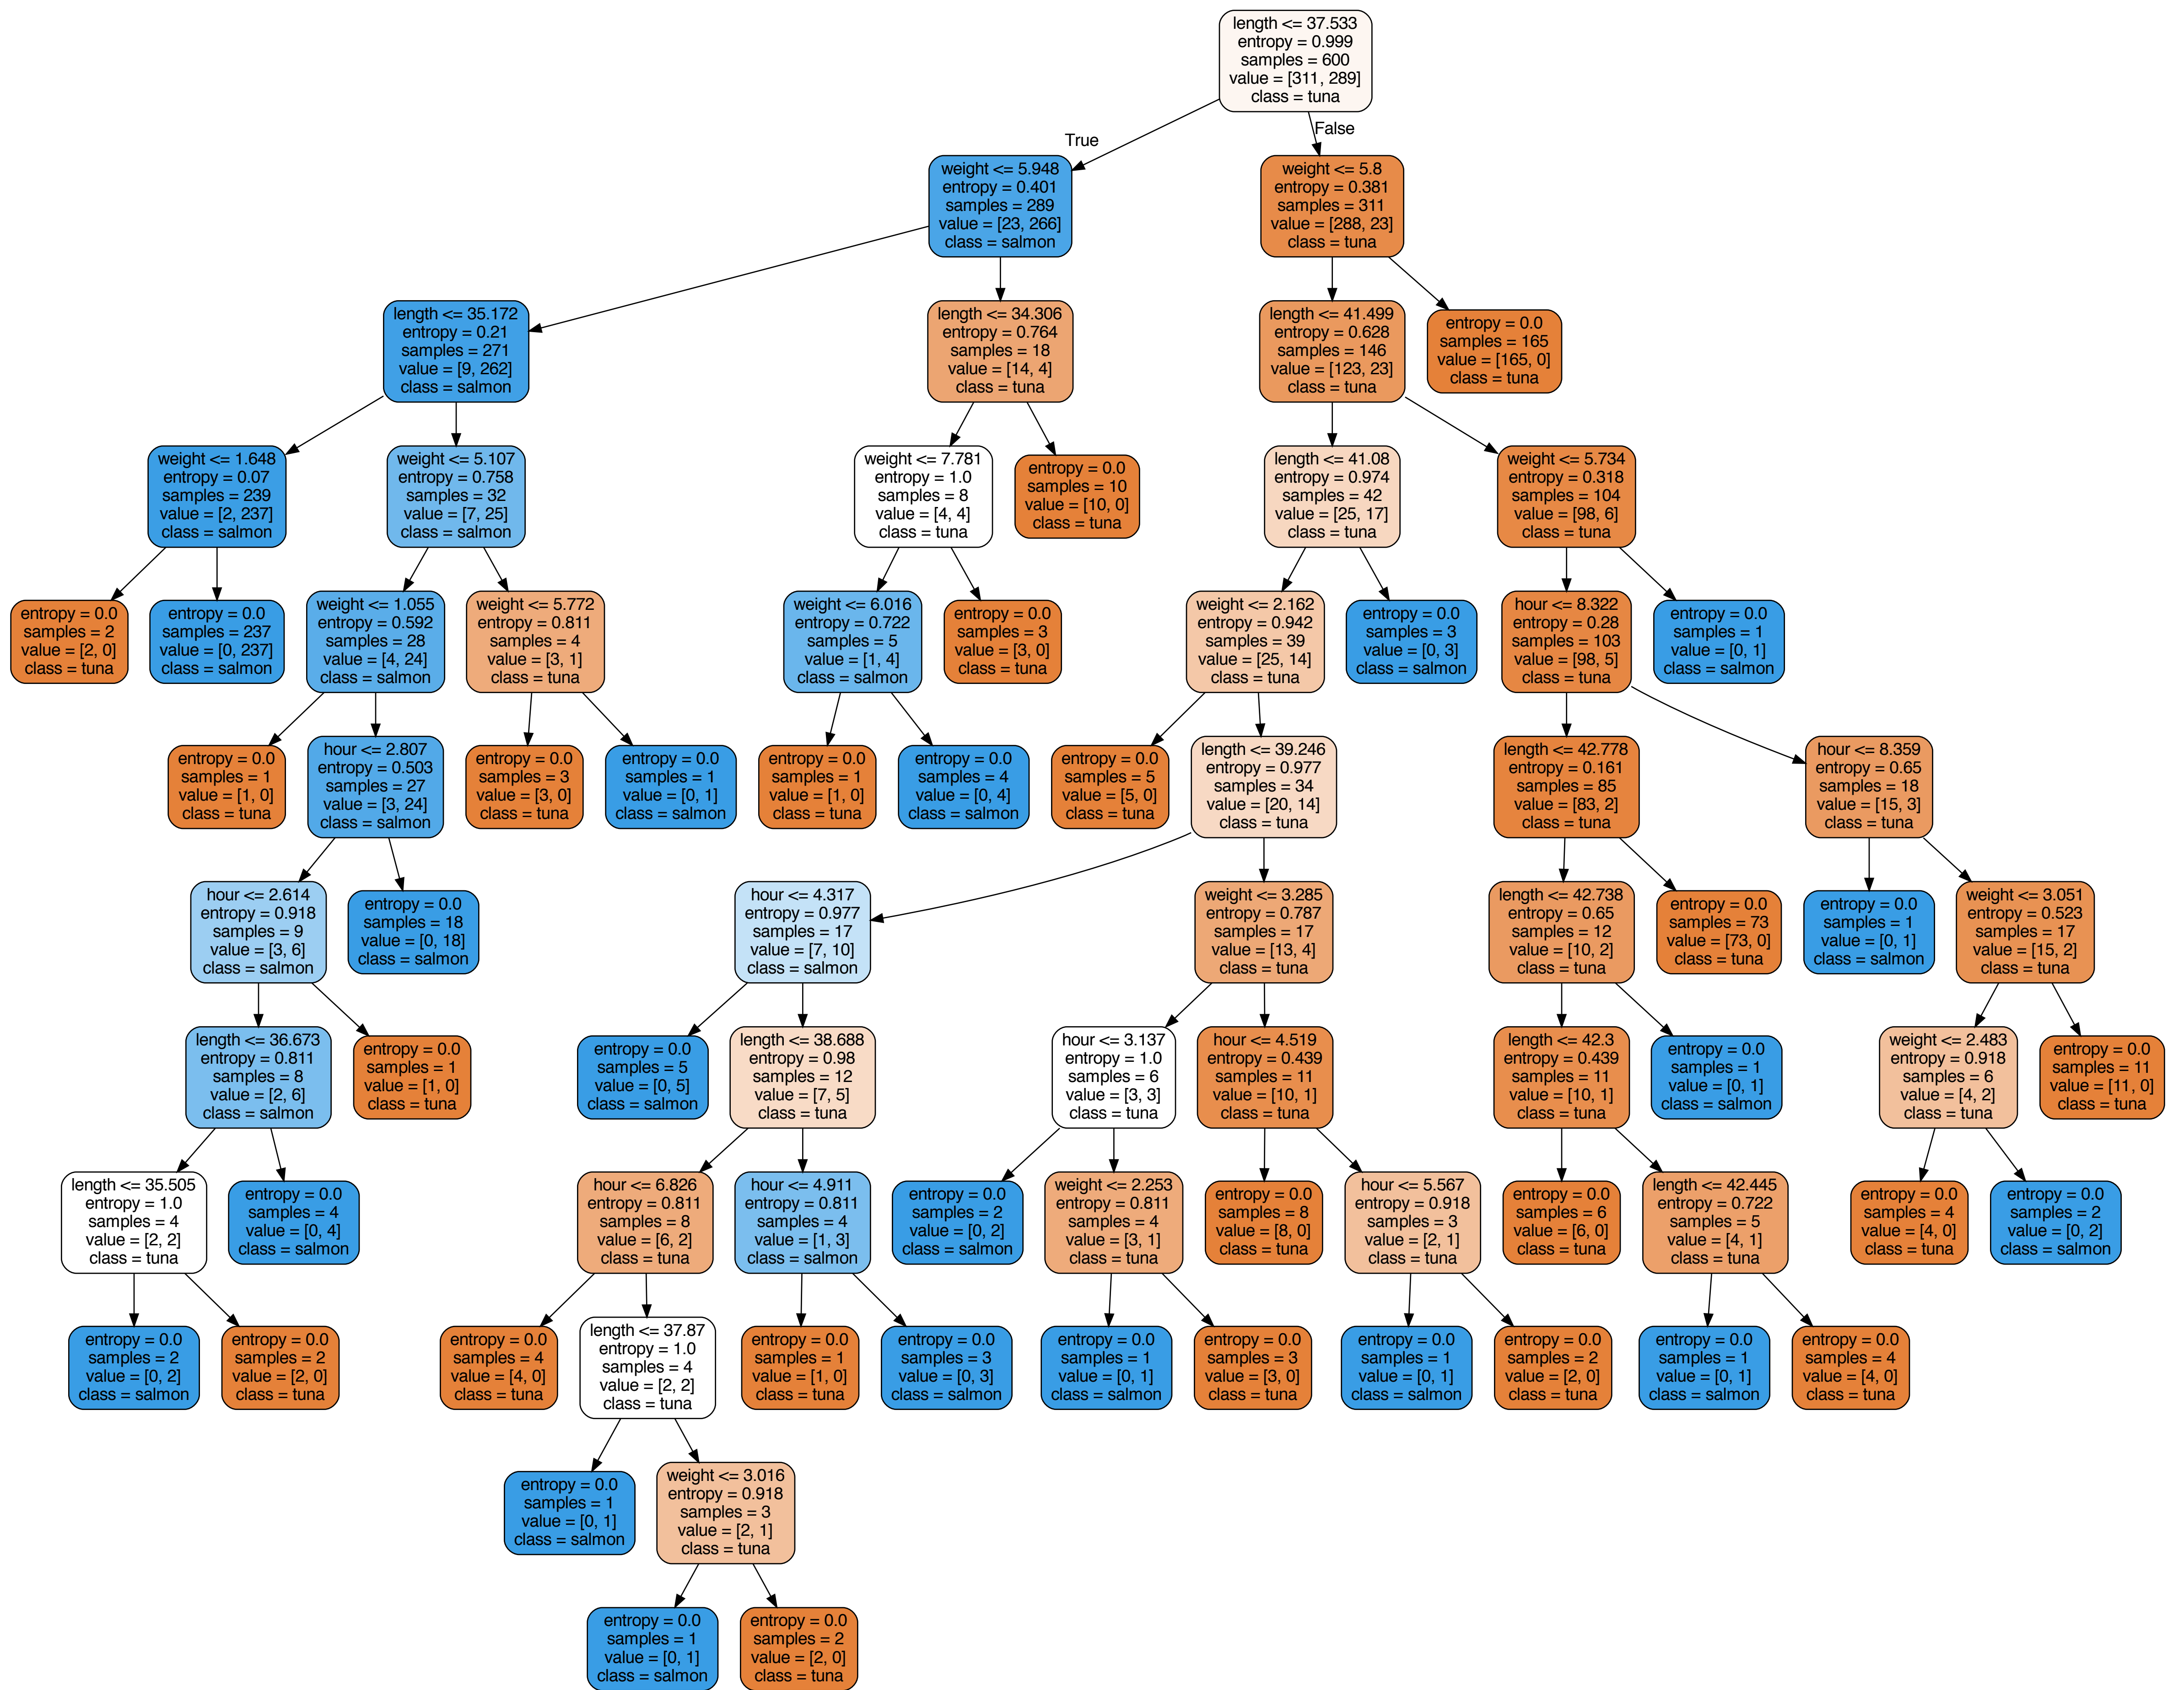 length <= 37.533
entropy = 0.999
samples = 600
value = [311, 289]
class = tuna
True
False
weight <= 5.948
entropy = 0.401
samples = 289
value = [23, 266]
class = salmon
weight <= 5.8
entropy = 0.381
samples = 311
value = [288, 23]
class = tuna
length <= 35.172
entropy = 0.21
samples = 271
value = [9, 262]
class = salmon
length <= 34.306
entropy = 0.764
samples = 18
value = [14, 4]
class = tuna
length <= 41.499
entropy = 0.628
samples = 146
value = [123, 23]
class = tuna
entropy = 0.0
samples = 165
value = [165, 0]
class = tuna
weight <= 1.648
entropy = 0.07
samples = 239
value = [2, 237]
class = salmon
weight <= 5.107
entropy = 0.758
samples = 32
value = [7, 25]
class = salmon
weight <= 7.781
entropy = 1.0
samples = 8
value = [4, 4]
class = tuna
entropy = 0.0
samples = 10
value = [10, 0]
class = tuna
length <= 41.08
entropy = 0.974
samples = 42
value = [25, 17]
class = tuna
weight <= 5.734
entropy = 0.318
samples = 104
value = [98, 6]
class = tuna
entropy = 0.0
samples = 2
value = [2, 0]
class = tuna
entropy = 0.0
samples = 237
value = [0, 237]
class = salmon
weight <= 1.055
entropy = 0.592
samples = 28
value = [4, 24]
class = salmon
weight <= 5.772
entropy = 0.811
samples = 4
value = [3, 1]
class = tuna
weight <= 6.016
entropy = 0.722
samples = 5
value = [1, 4]
class = salmon
entropy = 0.0
samples = 3
value = [3, 0]
class = tuna
weight <= 2.162
entropy = 0.942
samples = 39
value = [25, 14]
class = tuna
entropy = 0.0
samples = 3
value = [0, 3]
class = salmon
hour <= 8.322
entropy = 0.28
samples = 103
value = [98, 5]
class = tuna
entropy = 0.0
samples = 1
value = [0, 1]
class = salmon
entropy = 0.0
samples = 1
value = [1, 0]
class = tuna
hour <= 2.807
entropy = 0.503
samples = 27
value = [3, 24]
class = salmon
entropy = 0.0
samples = 3
value = [3, 0]
class = tuna
entropy = 0.0
samples = 1
value = [0, 1]
class = salmon
entropy = 0.0
samples = 1
value = [1, 0]
class = tuna
entropy = 0.0
samples = 4
value = [0, 4]
class = salmon
entropy = 0.0
samples = 5
value = [5, 0]
class = tuna
length <= 39.246
entropy = 0.977
samples = 34
value = [20, 14]
class = tuna
length <= 42.778
entropy = 0.161
samples = 85
value = [83, 2]
class = tuna
hour <= 8.359
entropy = 0.65
samples = 18
value = [15, 3]
class = tuna
hour <= 2.614
entropy = 0.918
samples = 9
value = [3, 6]
class = salmon
entropy = 0.0
samples = 18
value = [0, 18]
class = salmon
hour <= 4.317
entropy = 0.977
samples = 17
value = [7, 10]
class = salmon
weight <= 3.285
entropy = 0.787
samples = 17
value = [13, 4]
class = tuna
length <= 42.738
entropy = 0.65
samples = 12
value = [10, 2]
class = tuna
entropy = 0.0
samples = 73
value = [73, 0]
class = tuna
entropy = 0.0
samples = 1
value = [0, 1]
class = salmon
weight <= 3.051
entropy = 0.523
samples = 17
value = [15, 2]
class = tuna
length <= 36.673
entropy = 0.811
samples = 8
value = [2, 6]
class = salmon
entropy = 0.0
samples = 1
value = [1, 0]
class = tuna
entropy = 0.0
samples = 5
value = [0, 5]
class = salmon
length <= 38.688
entropy = 0.98
samples = 12
value = [7, 5]
class = tuna
hour <= 3.137
entropy = 1.0
samples = 6
value = [3, 3]
class = tuna
hour <= 4.519
entropy = 0.439
samples = 11
value = [10, 1]
class = tuna
length <= 42.3
entropy = 0.439
samples = 11
value = [10, 1]
class = tuna
entropy = 0.0
samples = 1
value = [0, 1]
class = salmon
weight <= 2.483
entropy = 0.918
samples = 6
value = [4, 2]
class = tuna
entropy = 0.0
samples = 11
value = [11, 0]
class = tuna
length <= 35.505
entropy = 1.0
samples = 4
value = [2, 2]
class = tuna
entropy = 0.0
samples = 4
value = [0, 4]
class = salmon
hour <= 6.826
entropy = 0.811
samples = 8
value = [6, 2]
class = tuna
hour <= 4.911
entropy = 0.811
samples = 4
value = [1, 3]
class = salmon
entropy = 0.0
samples = 2
value = [0, 2]
class = salmon
weight <= 2.253
entropy = 0.811
samples = 4
value = [3, 1]
class = tuna
entropy = 0.0
samples = 8
value = [8, 0]
class = tuna
hour <= 5.567
entropy = 0.918
samples = 3
value = [2, 1]
class = tuna
entropy = 0.0
samples = 6
value = [6, 0]
class = tuna
length <= 42.445
entropy = 0.722
samples = 5
value = [4, 1]
class = tuna
entropy = 0.0
samples = 4
value = [4, 0]
class = tuna
entropy = 0.0
samples = 2
value = [0, 2]
class = salmon
entropy = 0.0
samples = 2
value = [0, 2]
class = salmon
entropy = 0.0
samples = 2
value = [2, 0]
class = tuna
entropy = 0.0
samples = 4
value = [4, 0]
class = tuna
length <= 37.87
entropy = 1.0
samples = 4
value = [2, 2]
class = tuna
entropy = 0.0
samples = 1
value = [1, 0]
class = tuna
entropy = 0.0
samples = 3
value = [0, 3]
class = salmon
entropy = 0.0
samples = 1
value = [0, 1]
class = salmon
entropy = 0.0
samples = 3
value = [3, 0]
class = tuna
entropy = 0.0
samples = 1
value = [0, 1]
class = salmon
entropy = 0.0
samples = 2
value = [2, 0]
class = tuna
entropy = 0.0
samples = 1
value = [0, 1]
class = salmon
entropy = 0.0
samples = 4
value = [4, 0]
class = tuna
entropy = 0.0
samples = 1
value = [0, 1]
class = salmon
weight <= 3.016
entropy = 0.918
samples = 3
value = [2, 1]
class = tuna
entropy = 0.0
samples = 1
value = [0, 1]
class = salmon
entropy = 0.0
samples = 2
value = [2, 0]
class = tuna